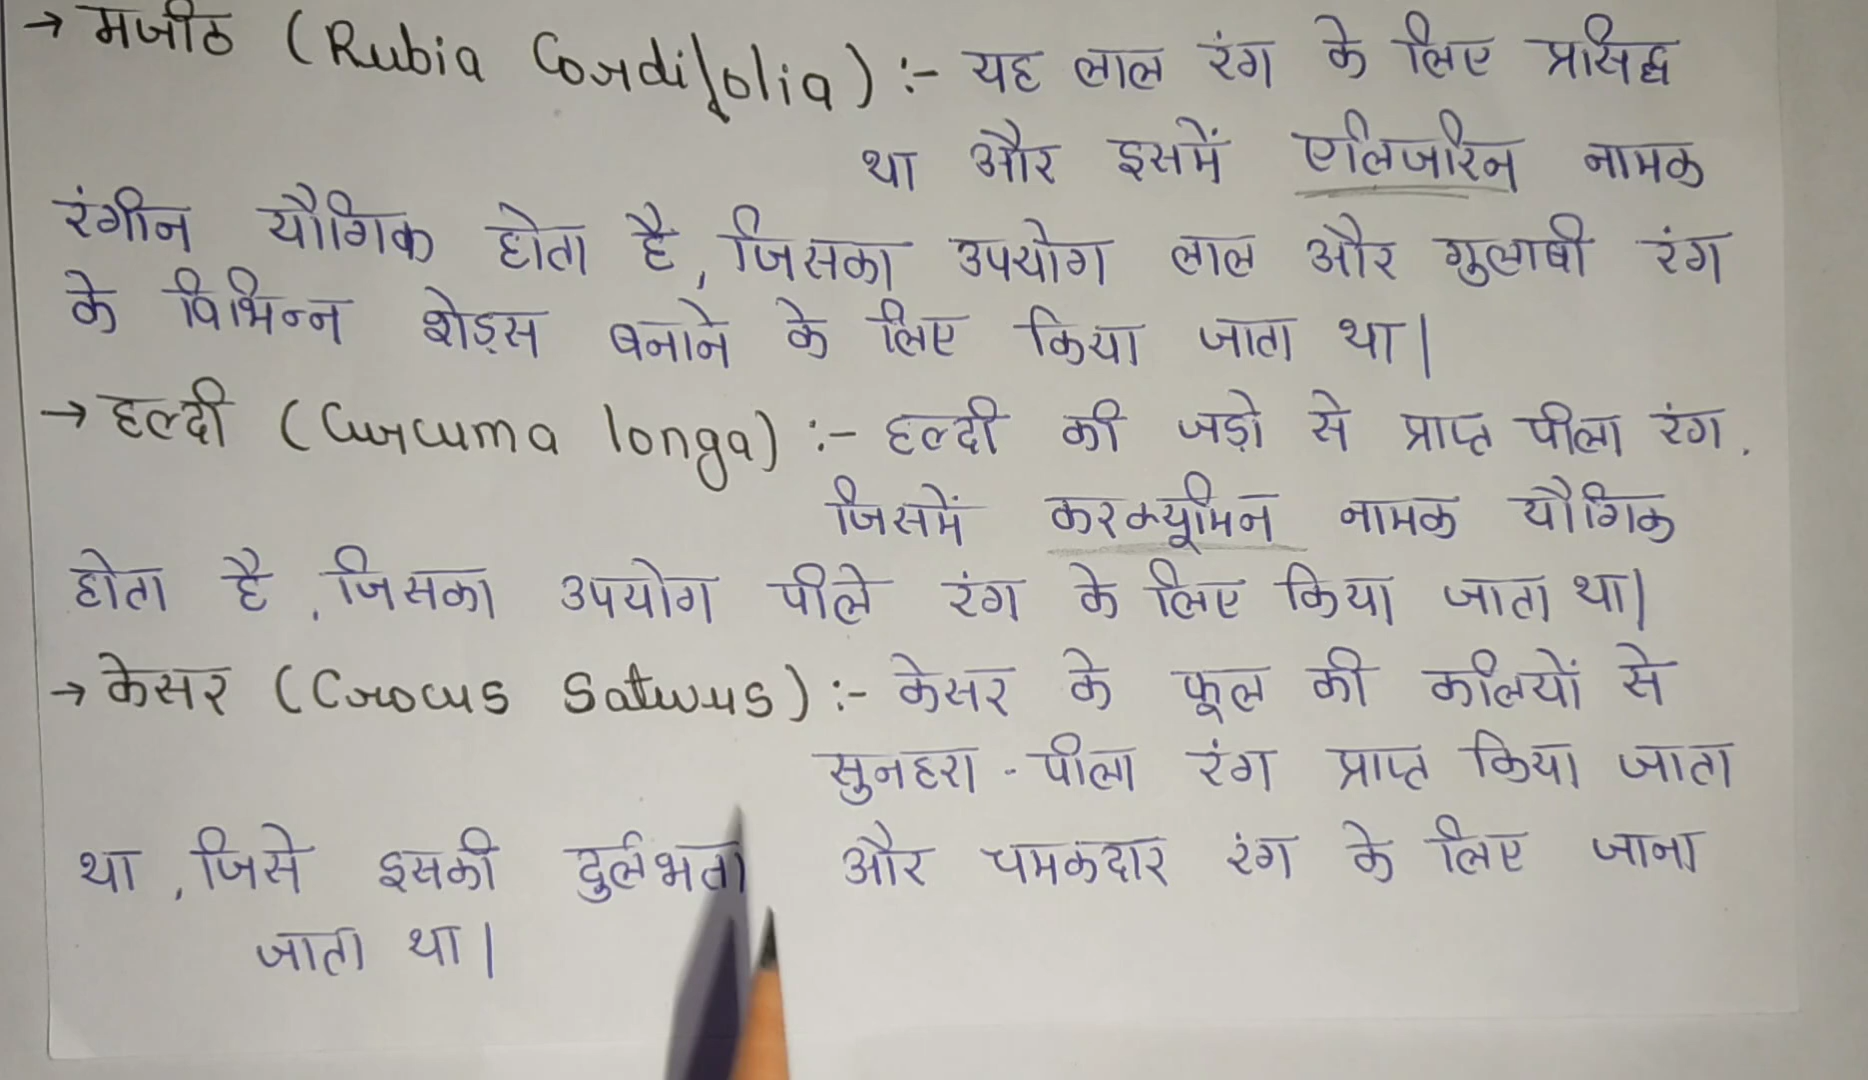 → मजीठ (Rubia Cordifolia) :- यह लाल रंग के लिए प्रसिद्ध
था और इसमें एलिजरिन नामक
रंगीन यौगिक होता है, जिसका उपयोग लाल और गुलाबी रंग
के विभिन्न शेड्स बनाने के लिए किया जाता था।
→ हल्दी (Curcuma longa) :- हल्दी की जड़ो से प्राप्त पीला रंग,
जिसमें करक्यूमिन नामक यौगिक
होता है, जिसका उपयोग पीले रंग के लिए किया जाता था।
→ केसर (Crocus Sativus) :- केसर के फूल की कलियों से
सुनहरा - पीला रंग प्राप्त किया जाता
था, जिसे इसकी दुर्लभता और चमकदार रंग के लिए जाना
जाता था।